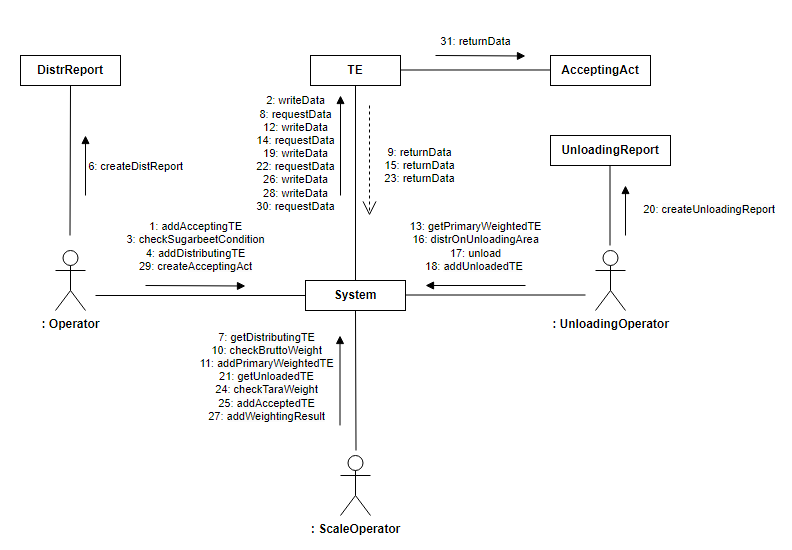 31: returnData
DistrReport
TE
AcceptingAct
2: writeData
8: requestData
12: writeData
14: requestData
19: writeData
22: requestData
26: writeData
28: writeData
30: requestData
9: returnData
15: returnData
23: returnData
UnloadingReport
6: createDistReport
20: createUnloadingReport
1: addAcceptingTE
3: checkSugarbeetCondition
4: addDistributingTE
29: createAcceptingAct
13: getPrimaryWeightedTE
16: distrOnUnloadingArea
17: unload
18: addUnloadedTE
System
: Operator
: UnloadingOperator
7: getDistributingTE
10: checkBruttoWeight
11: addPrimaryWeightedTE
21: getUnloadedTE
24: checkTaraWeight
25: addAcceptedTE
27: addWeightingResult
: ScaleOperator